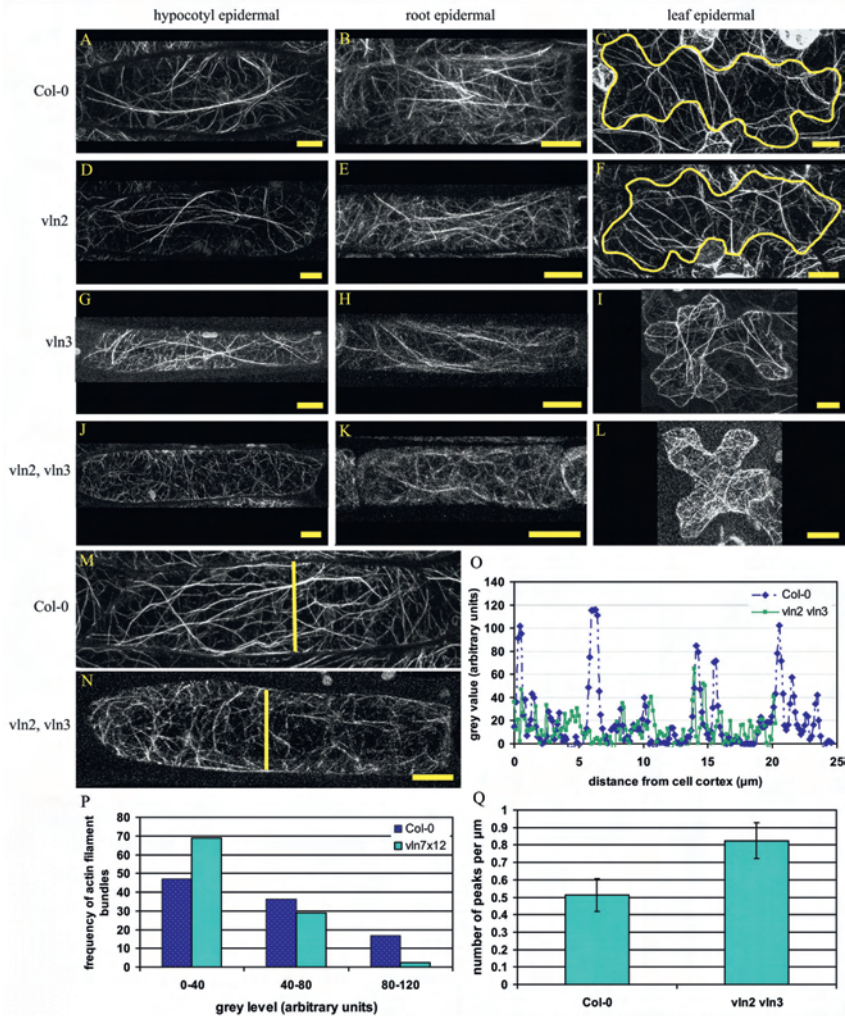 hypocotyl epidermal root epidermal leaf epidermal
A B C
Col-0
D E F
vln2
G H I
vln3
J K L
vln2, vln3
M
Col-0
N
vln2, vln3
O
grey value (arbitrary units)
140
120
100
80
60
40
20
0
0 5 10 15 20 25
distance from cell cortex (µm)
Col-0
vln2 vln3
P
frequency of actin filament
bundles
80
70
60
50
40
30
20
10
0
0-40 40-80 80-120
grey level (arbitrary units)
Col-0
vln7x12
Q
number of peaks per µm
1
0.9
0.8
0.7
0.6
0.5
0.4
0.3
0.2
0.1
0
Col-0 vln2 vln3